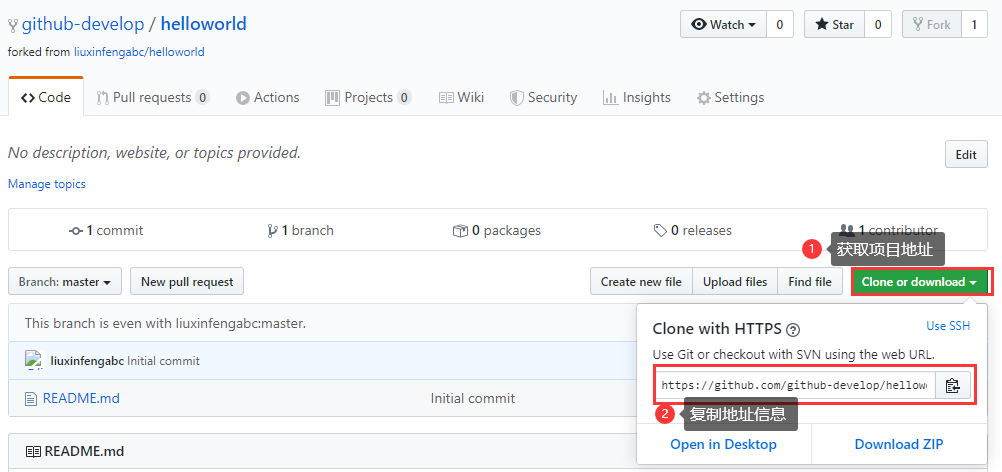 github-develop / helloworld
Watch 0 Star 0 Fork 1
forked from liuxinfengabc/helloworld
Code Pull requests 0 Actions Projects 0 Wiki Security Insights Settings
No description, website, or topics provided.
Edit
Manage topics
1 commit 1 branch 0 packages 0 releases 1 contributor
1 获取项目地址
Branch: master New pull request Create new file Upload files Find file Clone or download
This branch is even with liuxinfengabc:master.
Clone with HTTPS ? Use SSH
Use Git or checkout with SVN using the web URL.
liuxinfengabc Initial commit
https://github.com/github-develop/hellow
README.md Initial commit
2 复制地址信息
Open in Desktop Download ZIP
README.md